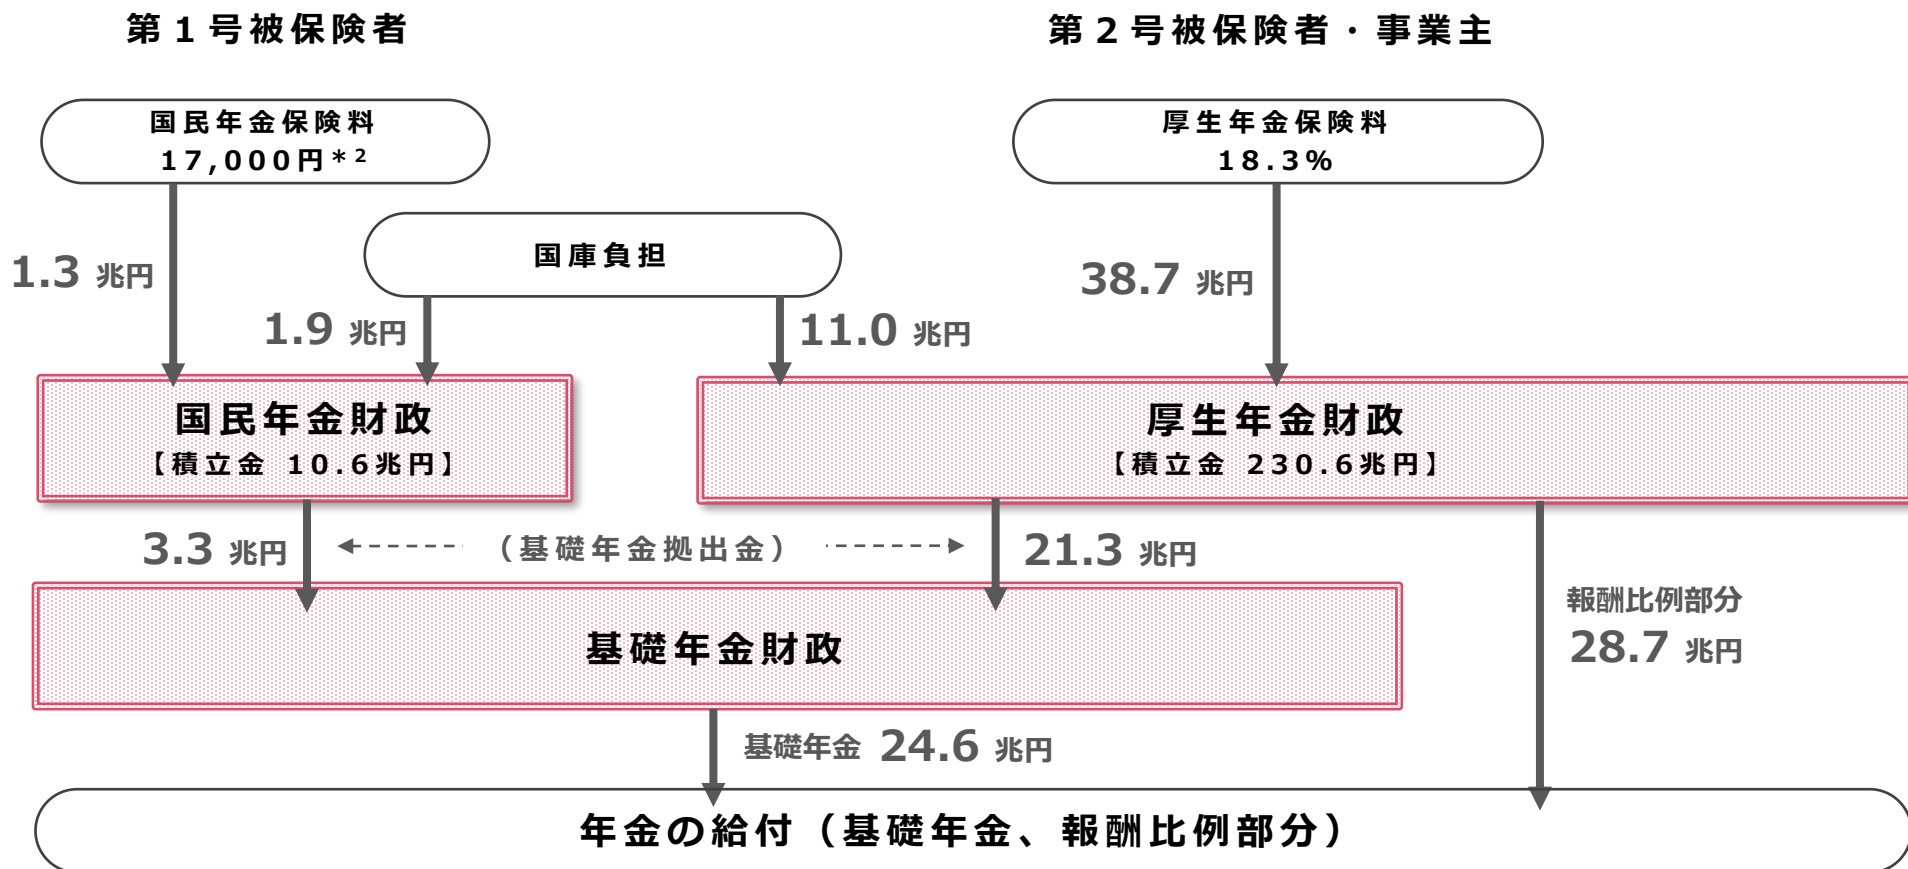 第1号被保険者
第2号被保険者・事業主
国民年金保険料
17,000円*2
厚生年金保険料
18.3%
国庫負担
1.3 兆円
38.7 兆円
1.9 兆円
11.0 兆円
国民年金財政
【積立金 10.6兆円】
厚生年金財政
【積立金 230.6兆円】
3.3 兆円
(基礎年金拠出金)
21.3 兆円
報酬比例部分
28.7 兆円
基礎年金財政
基礎年金 24.6 兆円
年金の給付(基礎年金、報酬比例部分)